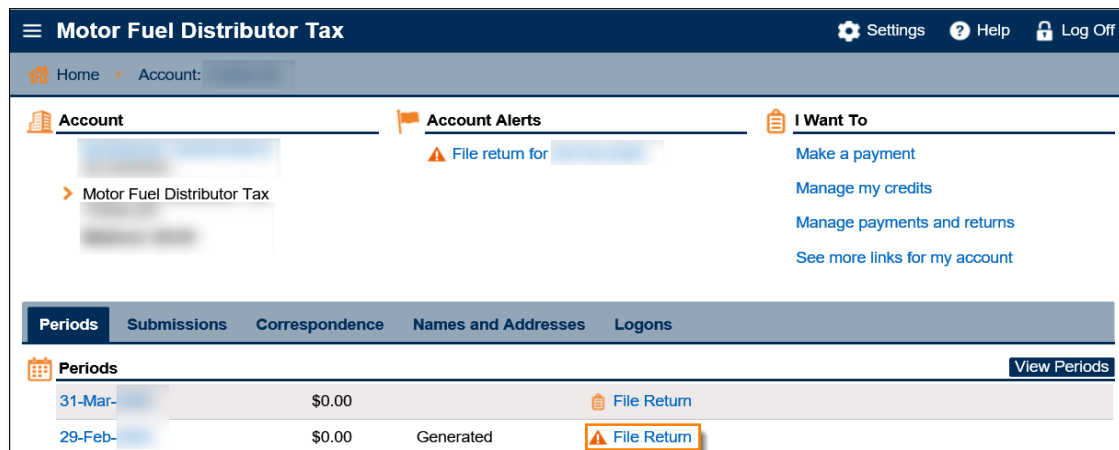 Motor Fuel Distributor Tax Settings Help Log Off
Home Account:
Account Account Alerts I Want To
File return for Make a payment
Motor Fuel Distributor Tax Manage my credits
Manage payments and returns
See more links for my account
Periods Submissions Correspondence Names and Addresses Logons
Periods View Periods
31-Mar- $0.00 File Return
29-Feb- $0.00 Generated File Return